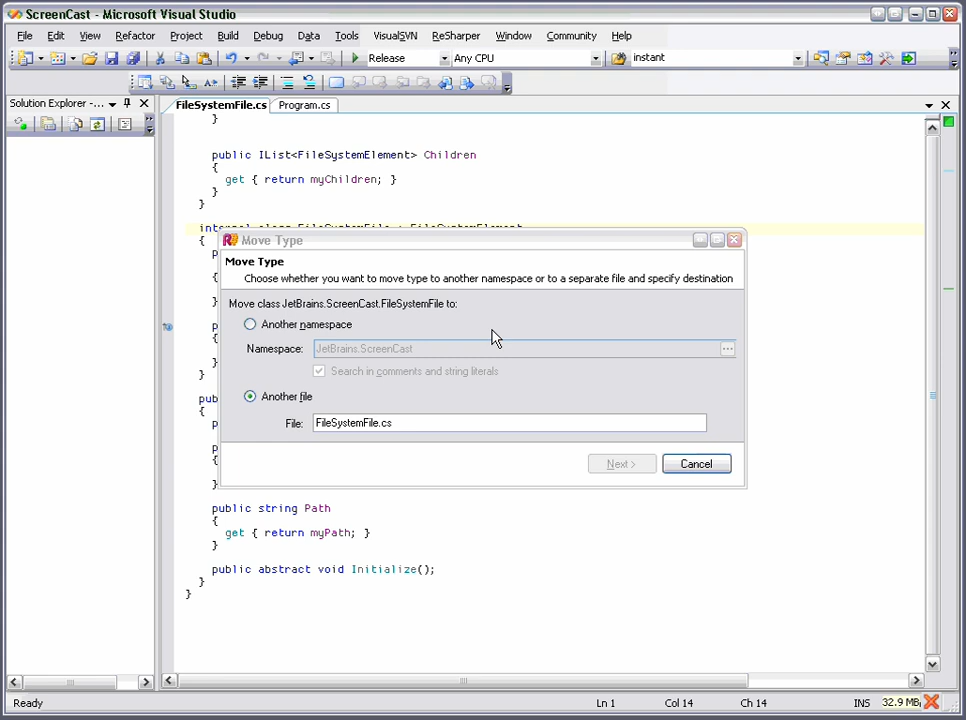 ScreenCast - Microsoft Visual Studio
File Edit View Refactor Project Build Debug Data Tools VisualSVN ReSharper Window Community Help
Release Any CPU instant
Solution Explorer -... FileSystemFile.cs Program.cs
}
public IList<FileSystemElement> Children
{
get { return myChildren; }
}
}
internal class FileSystemFile : FileSystemElement
{
R# Move Type
Move Type
Choose whether you want to move type to another namespace or to a separate file and specify destination
Move class JetBrains.ScreenCast.FileSystemFile to:
Another namespace
Namespace: JetBrains.ScreenCast ...
Search in comments and string literals
Another file
File: FileSystemFile.cs
Next > Cancel
}
public string Path
{
get { return myPath; }
}
public abstract void Initialize();
}
}
Ready Ln 1 Col 14 Ch 14 INS 32.9 MB